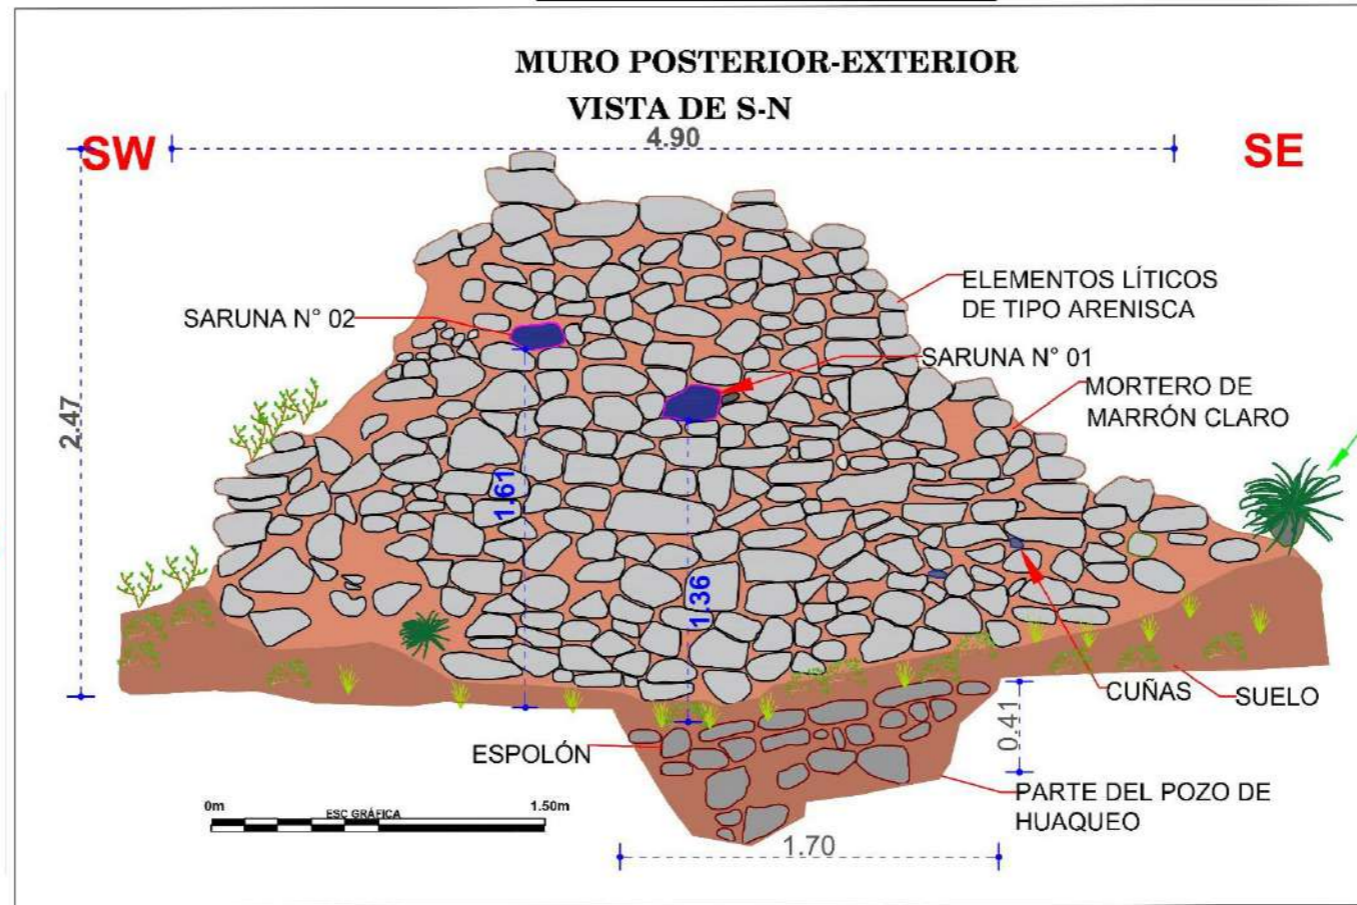 MURO POSTERIOR-EXTERIOR
VISTA DE S-N
4.90
SW
SE
2.47
ELEMENTOS LÍTICOS
DE TIPO ARENISCA
SARUNA N° 02
SARUNA N° 01
MORTERO DE
MARRÓN CLARO
1.61
1.36
CUÑAS
SUELO
0.41
ESPOLÓN
PARTE DEL POZO DE
HUAQUEO
0m
ESC GRÁFICA
1.50m
1.70